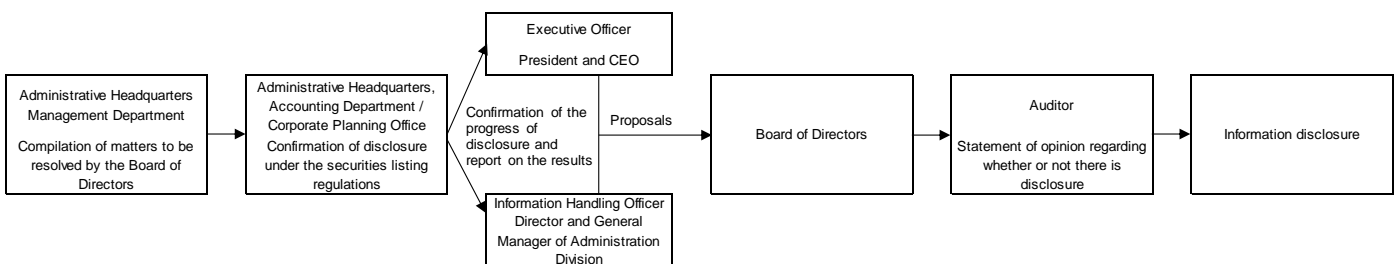 Administrative Headquarters
Management Department
Compilation of matters to be
resolved by the Board of
Directors
Administrative Headquarters,
Accounting Department /
Corporate Planning Office
Confirmation of disclosure
under the securities listing
regulations
Executive Officer
President and CEO
Confirmation of the
progress of
disclosure and
report on the results
Information Handling Officer
Director and General
Manager of Administration
Division
Proposals
Board of Directors
Auditor
Statement of opinion regarding
whether or not there is
disclosure
Information disclosure